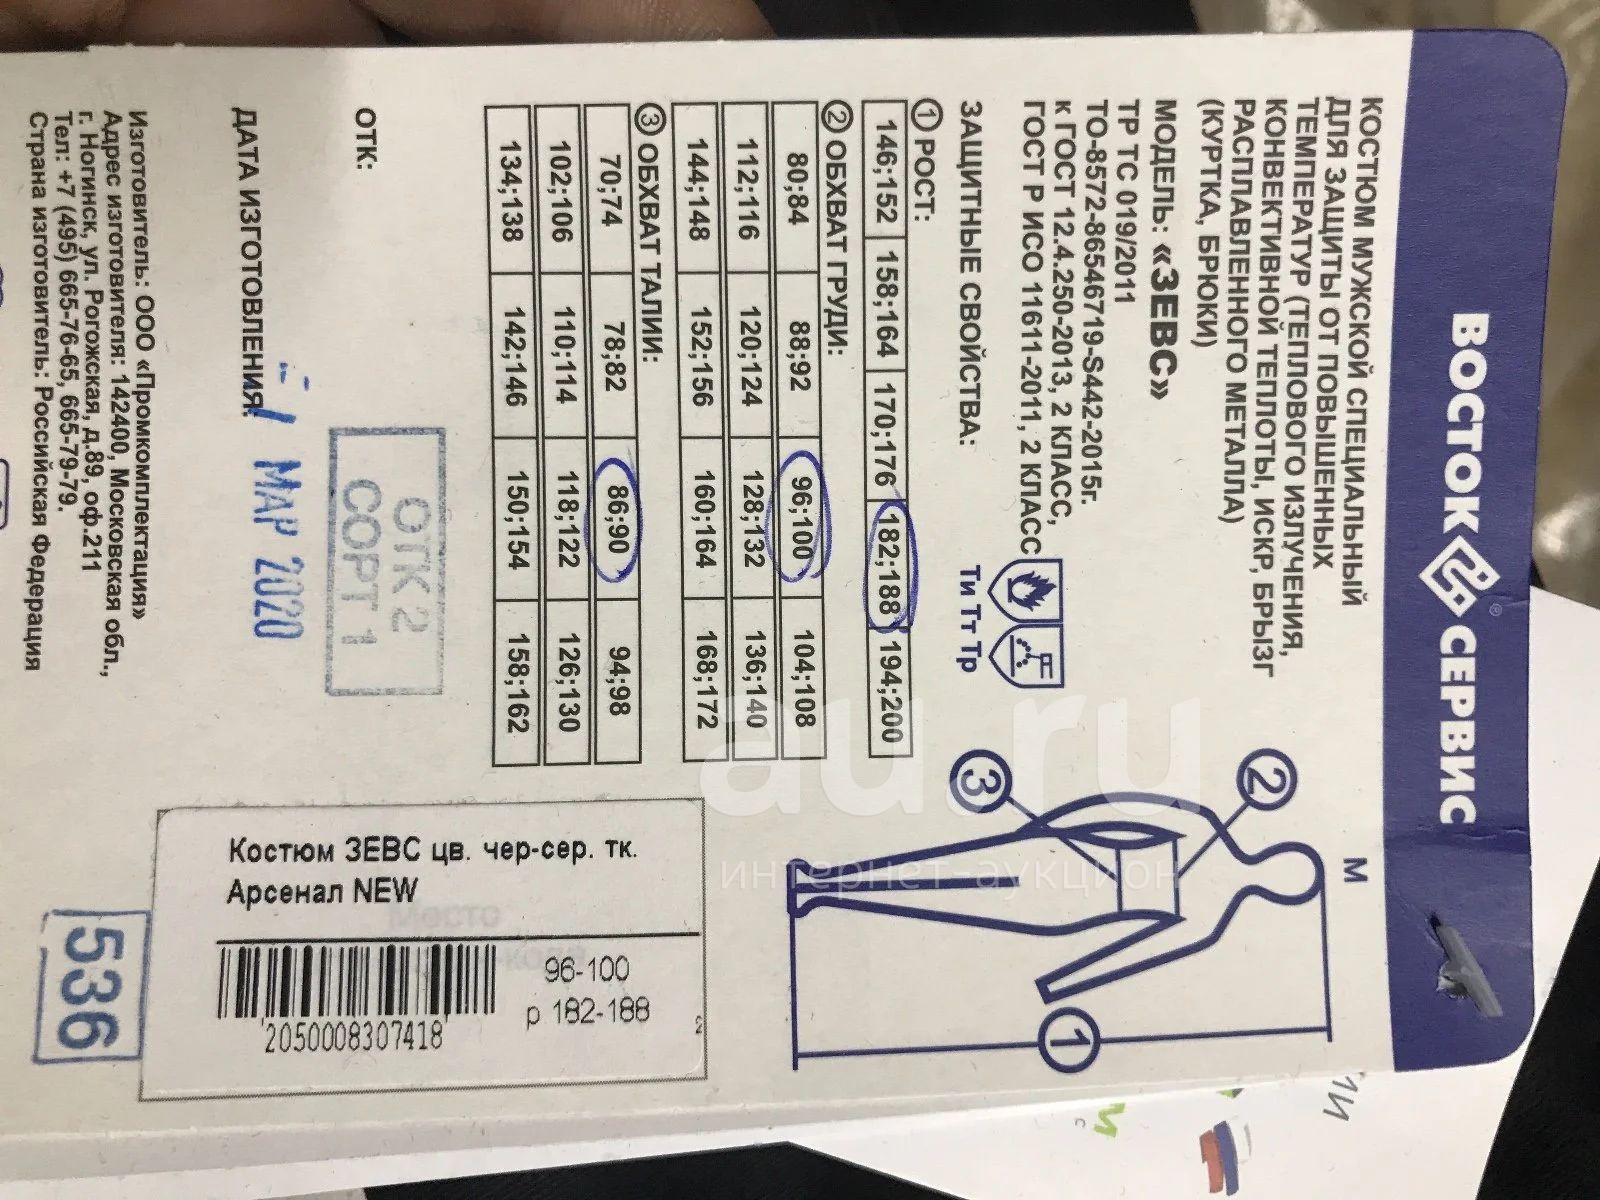 ВОСТОК СЕРВИС®
КОСТЮМ МУЖСКОЙ СПЕЦИАЛЬНЫЙ
ДЛЯ ЗАЩИТЫ ОТ ПОВЫШЕННЫХ
ТЕМПЕРАТУР (ТЕПЛОВОГО ИЗЛУЧЕНИЯ,
КОНВЕКТИВНОЙ ТЕПЛОТЫ, ИСКР, БРЫЗГ
РАСПЛАВЛЕННОГО МЕТАЛЛА)
(КУРТКА, БРЮКИ)
МОДЕЛЬ: «ЗЕВС»
ТР ТС 019/2011
ТО-8572-86546719-S442-2015г.
к ГОСТ 12.4.250-2013, 2 КЛАСС,
ГОСТ Р ИСО 11611-2011, 2 КЛАСС
ЗАЩИТНЫЕ СВОЙСТВА: Ти Тт Тр
1 РОСТ:
146;152 158;164 170;176 182;188 194;200
2 ОБХВАТ ГРУДИ:
80;84 88;92 96;100 104;108
112;116 120;124 128;132 136;140
144;148 152;156 160;164 168;172
3 ОБХВАТ ТАЛИИ:
70;74 78;82 86;90 94;98
102;106 110;114 118;122 126;130
134;138 142;146 150;154 158;162
ОТК:
ОТК 2
СОРТ 1
ДАТА ИЗГОТОВЛЕНИЯ:
МАР 2020
Изготовитель: ООО «Промкомплектация»
Адрес изготовителя: 142400, Московская обл.,
г. Ногинск, ул. Рогожская, д.89, оф.211
Тел: +7 (495) 665-76-65, 665-79-79.
Страна изготовитель: Российская Федерация
М
2
3
1
Костюм ЗЕВС цв. чер-сер. тк.
Арсенал NEW
96-100
р 182-188
2050008307418
2
536
au.ru
интернет-аукцион